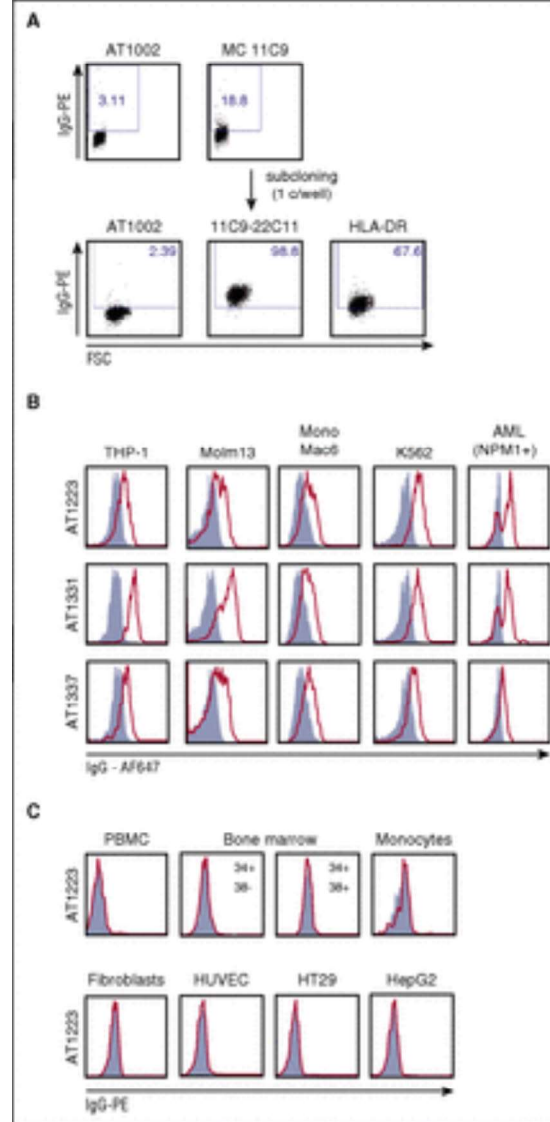 A
AT1002 MC 11C9
IgG-PE
3.11 18.8
subcloning
(1 c/well)
AT1002 11C9-22C11 HLA-DR
IgG-PE
2.39 98.8 67.6
FSC
B
THP-1 Molm13 Mono Mac6 K562 AML (NPM1+)
AT1223
AT1331
AT1337
IgG - AF647
C
PBMC Bone marrow Monocytes
AT1223
34+ 34+
38- 38+
Fibroblasts HUVEC HT29 HepG2
AT1223
IgG-PE